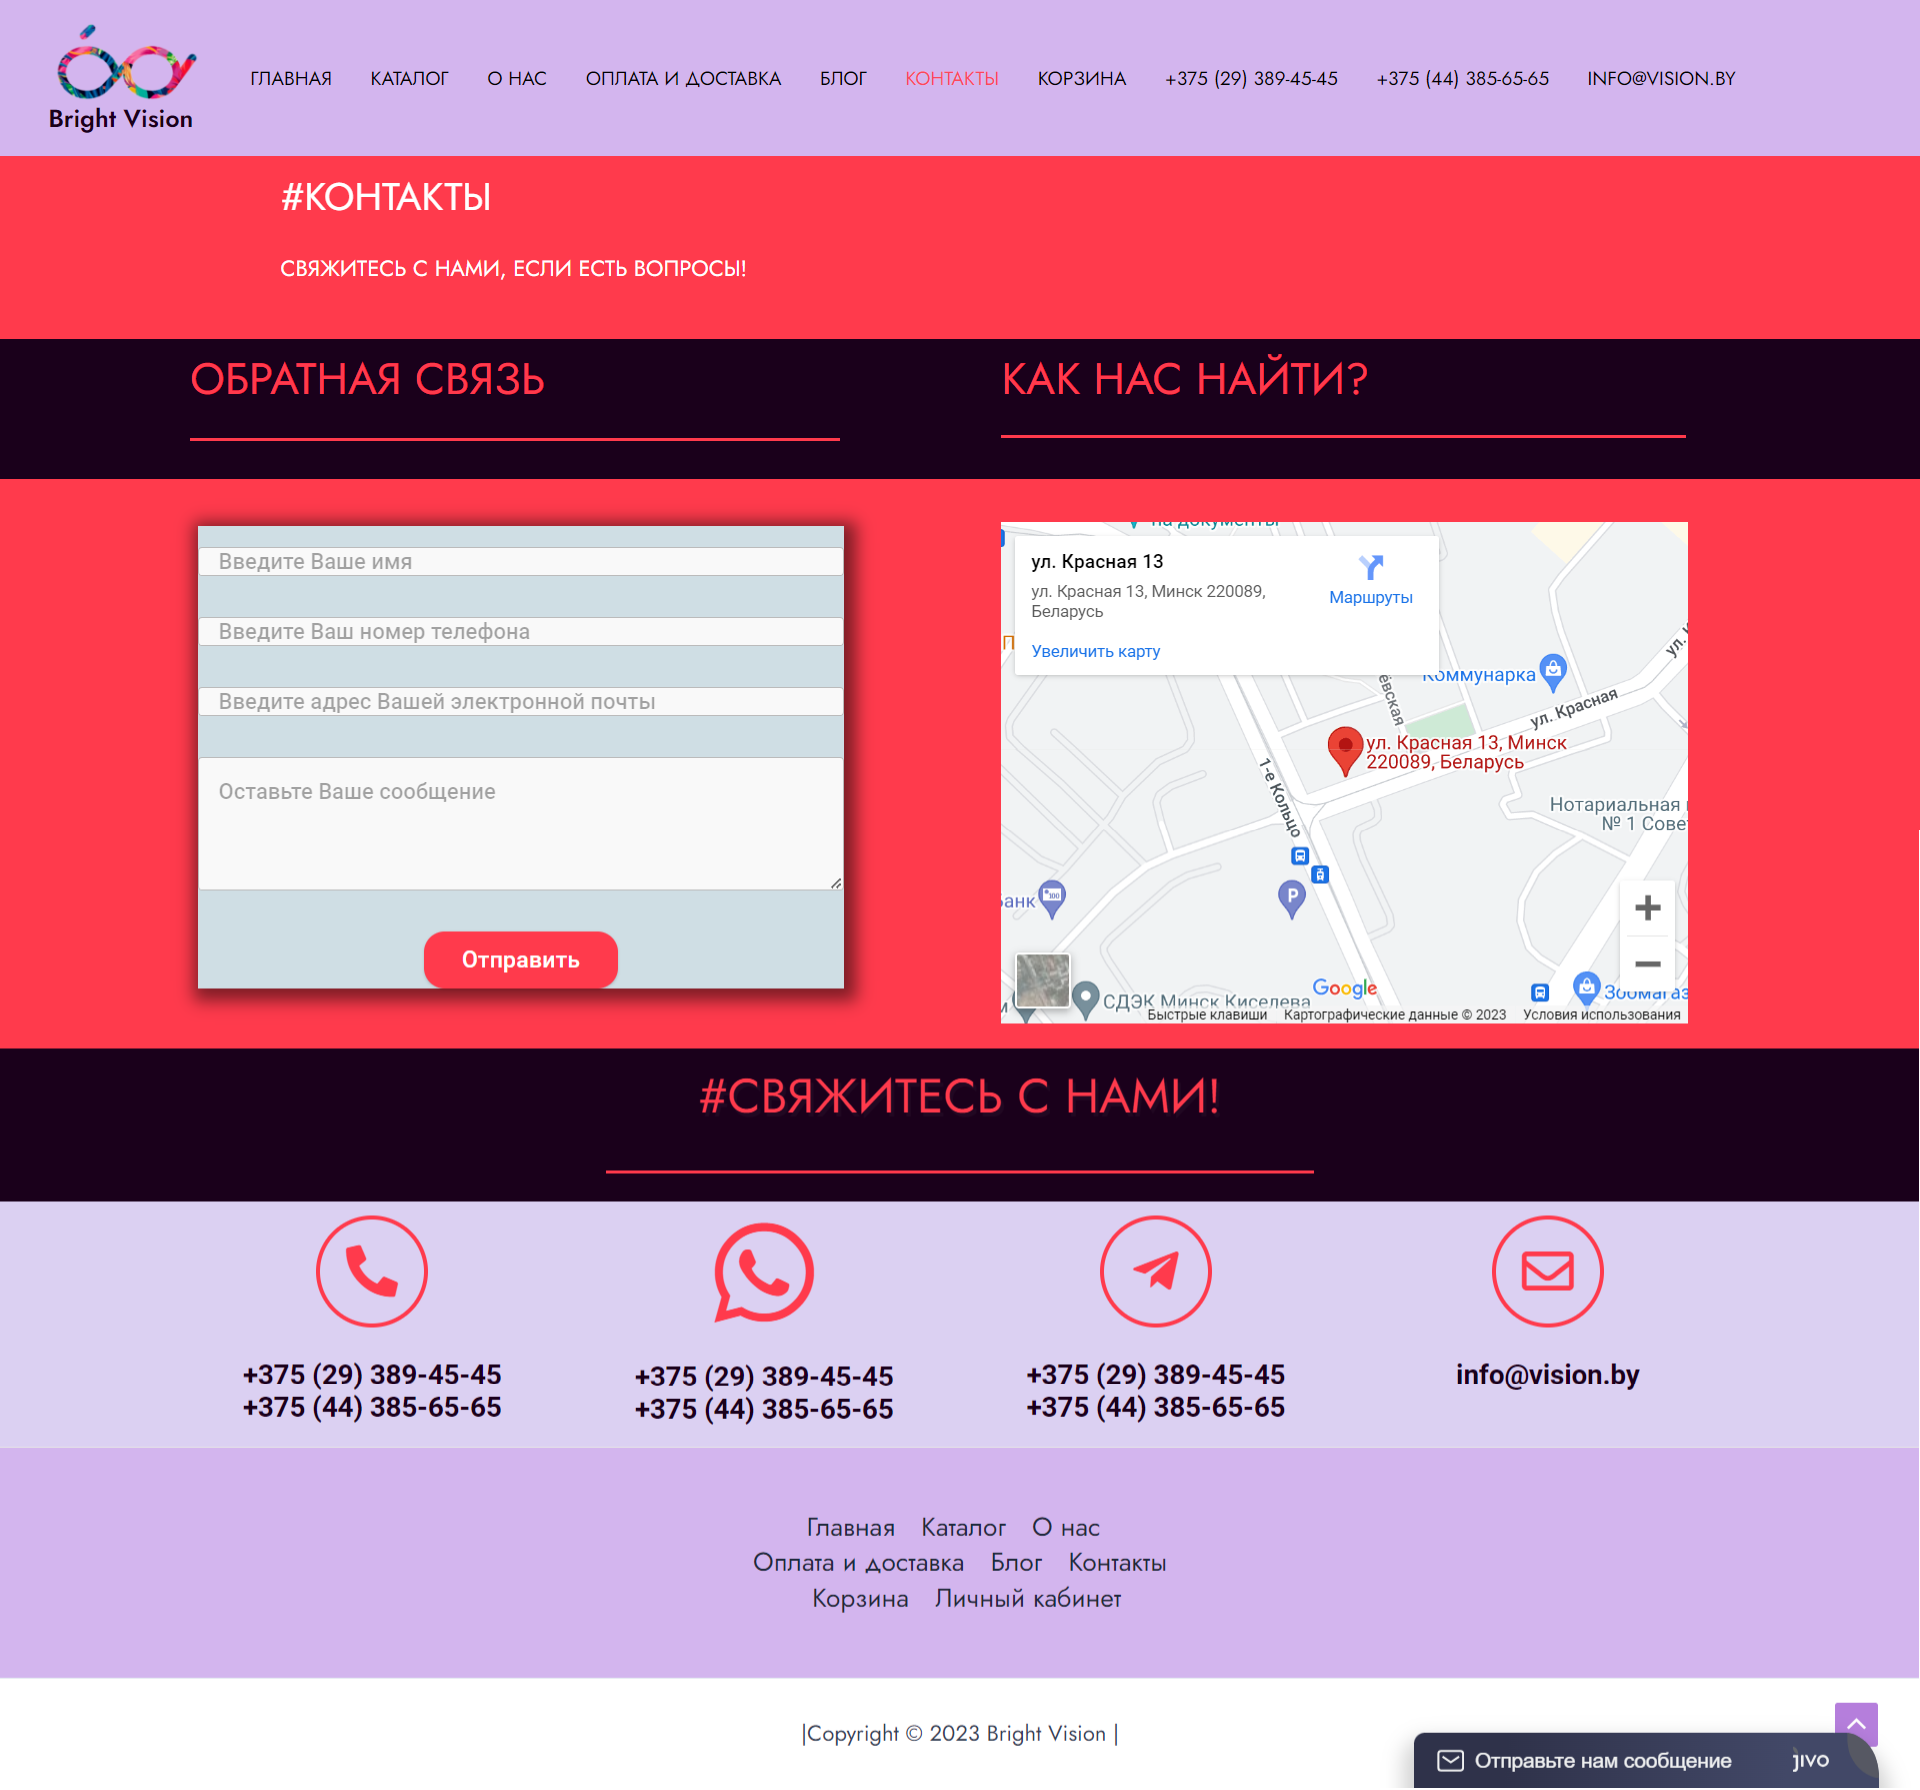 Bright Vision
ГЛАВНАЯ КАТАЛОГ О НАС ОПЛАТА И ДОСТАВКА БЛОГ КОНТАКТЫ КОРЗИНА +375 (29) 389-45-45 +375 (44) 385-65-65 INFO@VISION.BY
#КОНТАКТЫ
СВЯЖИТЕСЬ С НАМИ, ЕСЛИ ЕСТЬ ВОПРОСЫ!
ОБРАТНАЯ СВЯЗЬ
КАК НАС НАЙТИ?
Введите Ваше имя
Введите Ваш номер телефона
Введите адрес Вашей электронной почты
Оставьте Ваше сообщение
Отправить
на документы
ул. Красная 13
ул. Красная 13, Минск 220089,
Беларусь
Маршруты
Увеличить карту
Коммунарка
ул. Красная
ул. Красная 13, Минск
220089, Беларусь
1-е Кольцо
Нотариальная
№ 1 Сове
P
СДЭК Минск Киселева
Google
Зоомагаз
Быстрые клавиши Картографические данные © 2023 Условия использования
#СВЯЖИТЕСЬ С НАМИ!
+375 (29) 389-45-45
+375 (44) 385-65-65
+375 (29) 389-45-45
+375 (44) 385-65-65
+375 (29) 389-45-45
+375 (44) 385-65-65
info@vision.by
Главная Каталог О нас
Оплата и доставка Блог Контакты
Корзина Личный кабинет
|Copyright © 2023 Bright Vision |
Отправьте нам сообщение jivo